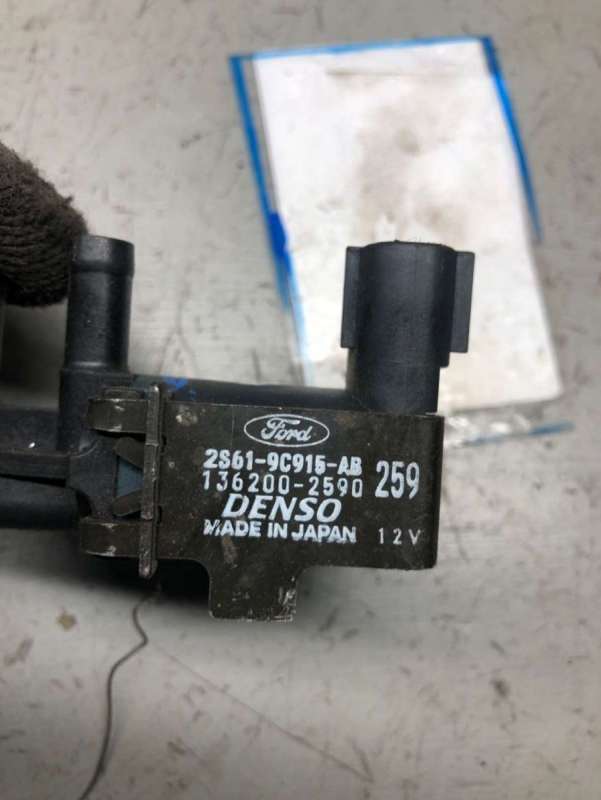 Ford
2S61-9C915-AB
136200-2590 259
DENSO
MADE IN JAPAN 12V